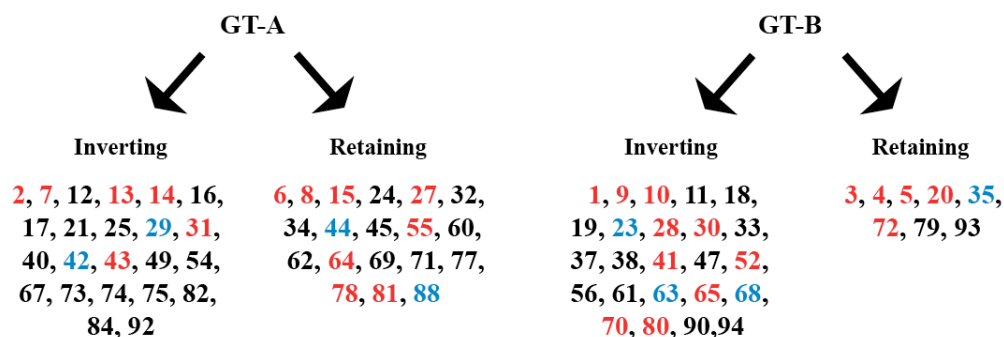 GT-A
Inverting
2, 7, 12, 13, 14, 16,
17, 21, 25, 29, 31,
40, 42, 43, 49, 54,
67, 73, 74, 75, 82,
84, 92
Retaining
6, 8, 15, 24, 27, 32,
34, 44, 45, 55, 60,
62, 64, 69, 71, 77,
78, 81, 88
GT-B
Inverting
1, 9, 10, 11, 18,
19, 23, 28, 30, 33,
37, 38, 41, 47, 52,
56, 61, 63, 65, 68,
70, 80, 90,94
Retaining
3, 4, 5, 20, 35,
72, 79, 93